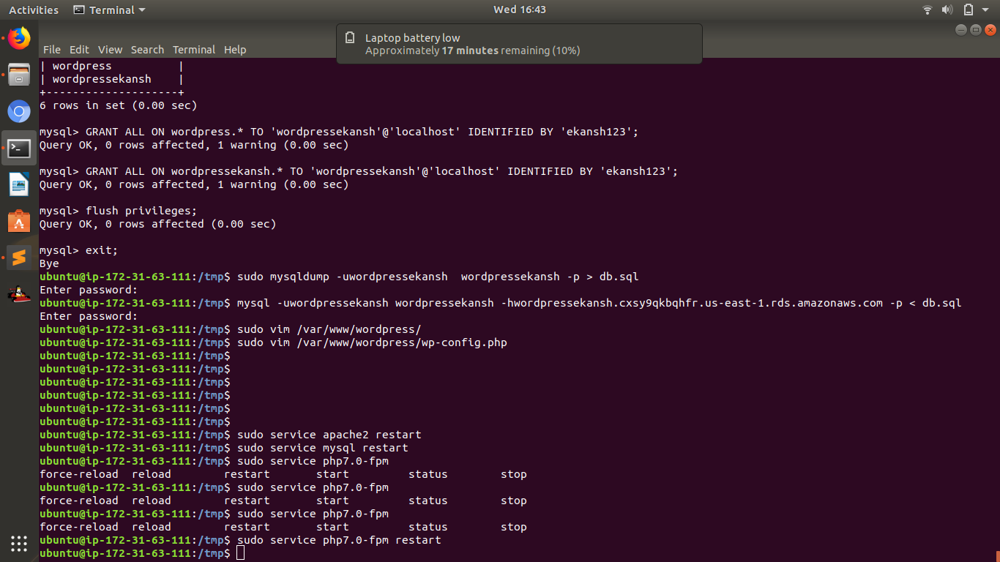 Activities Terminal Wed 16:43
Laptop battery low
Approximately 17 minutes remaining (10%)
File Edit View Search Terminal Help
| wordpress          |
| wordpressekansh    |
+--------------------+
6 rows in set (0.00 sec)
mysql> GRANT ALL ON wordpress.* TO 'wordpressekansh'@'localhost' IDENTIFIED BY 'ekansh123';
Query OK, 0 rows affected, 1 warning (0.00 sec)
mysql> GRANT ALL ON wordpressekansh.* TO 'wordpressekansh'@'localhost' IDENTIFIED BY 'ekansh123';
Query OK, 0 rows affected, 1 warning (0.00 sec)
mysql> flush privileges;
Query OK, 0 rows affected (0.00 sec)
mysql> exit;
Bye
ubuntu@ip-172-31-63-111:/tmp$ sudo mysqldump -uwordpressekansh  wordpressekansh -p > db.sql
Enter password:
ubuntu@ip-172-31-63-111:/tmp$ mysql -uwordpressekansh wordpressekansh -hwordpressekansh.cxsy9qkbqhfr.us-east-1.rds.amazonaws.com -p < db.sql
Enter password:
ubuntu@ip-172-31-63-111:/tmp$ sudo vim /var/www/wordpress/
ubuntu@ip-172-31-63-111:/tmp$ sudo vim /var/www/wordpress/wp-config.php
ubuntu@ip-172-31-63-111:/tmp$
ubuntu@ip-172-31-63-111:/tmp$
ubuntu@ip-172-31-63-111:/tmp$
ubuntu@ip-172-31-63-111:/tmp$
ubuntu@ip-172-31-63-111:/tmp$
ubuntu@ip-172-31-63-111:/tmp$
ubuntu@ip-172-31-63-111:/tmp$ sudo service apache2 restart
ubuntu@ip-172-31-63-111:/tmp$ sudo service mysql restart
ubuntu@ip-172-31-63-111:/tmp$ sudo service php7.0-fpm
force-reload  reload        restart       start         status        stop
ubuntu@ip-172-31-63-111:/tmp$ sudo service php7.0-fpm
force-reload  reload        restart       start         status        stop
ubuntu@ip-172-31-63-111:/tmp$ sudo service php7.0-fpm
force-reload  reload        restart       start         status        stop
ubuntu@ip-172-31-63-111:/tmp$ sudo service php7.0-fpm restart
ubuntu@ip-172-31-63-111:/tmp$